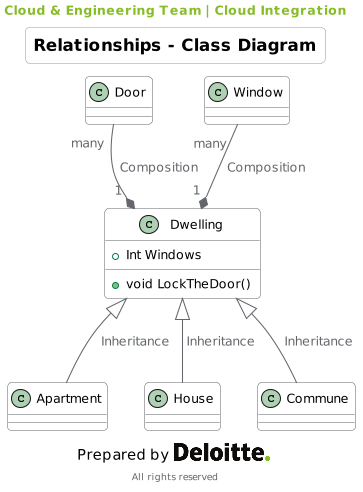 Cloud & Engineering Team | Cloud Integration
Relationships - Class Diagram
C Door
C Window
many
many
Composition
Composition
1
1
C Dwelling
Int Windows
void LockTheDoor()
Inheritance
Inheritance
Inheritance
C Apartment
C House
C Commune
Prepared by Deloitte.
All rights reserved